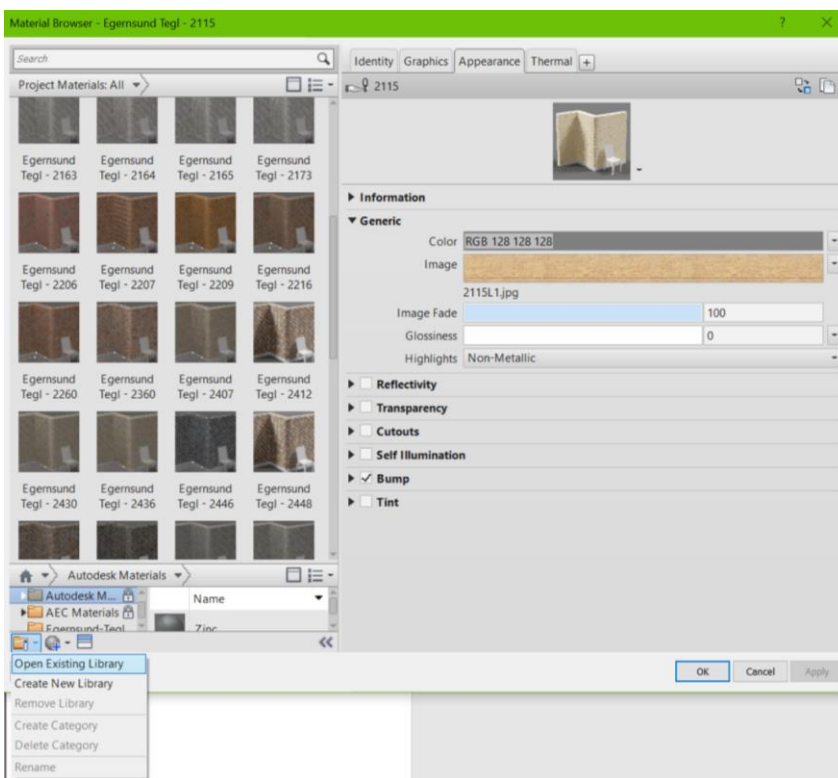 Material Browser - Egernsund Tegl - 2115
? ×
Search
Project Materials: All
Egernsund Tegl - 2163
Egernsund Tegl - 2164
Egernsund Tegl - 2165
Egernsund Tegl - 2173
Egernsund Tegl - 2206
Egernsund Tegl - 2207
Egernsund Tegl - 2209
Egernsund Tegl - 2216
Egernsund Tegl - 2260
Egernsund Tegl - 2360
Egernsund Tegl - 2407
Egernsund Tegl - 2412
Egernsund Tegl - 2430
Egernsund Tegl - 2436
Egernsund Tegl - 2446
Egernsund Tegl - 2448
Autodesk Materials
Autodesk M...
AEC Materials
Egernsund-Tegl
Name
Zinc
Open Existing Library
Create New Library
Remove Library
Create Category
Delete Category
Rename
Identity Graphics Appearance Thermal +
2115
Information
Generic
Color RGB 128 128 128
Image
2115L1.jpg
Image Fade 100
Glossiness 0
Highlights Non-Metallic
Reflectivity
Transparency
Cutouts
Self Illumination
Bump
Tint
OK Cancel Apply